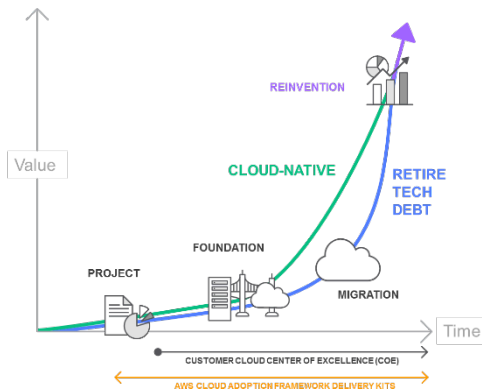 REINVENTION
Value
CLOUD-NATIVE
RETIRE
TECH
DEBT
FOUNDATION
PROJECT
MIGRATION
Time
CUSTOMER CLOUD CENTER OF EXCELLENCE (COE)
AWS CLOUD ADOPTION FRAMEWORK DELIVERY KITS